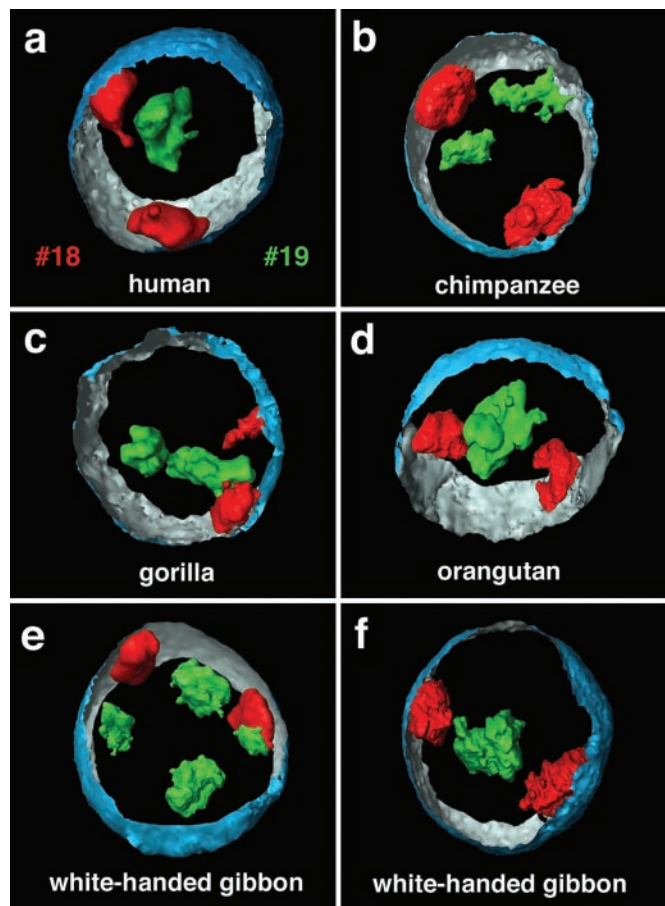 a
b
#18
#19
human
chimpanzee
c
d
gorilla
orangutan
e
f
white-handed gibbon
white-handed gibbon